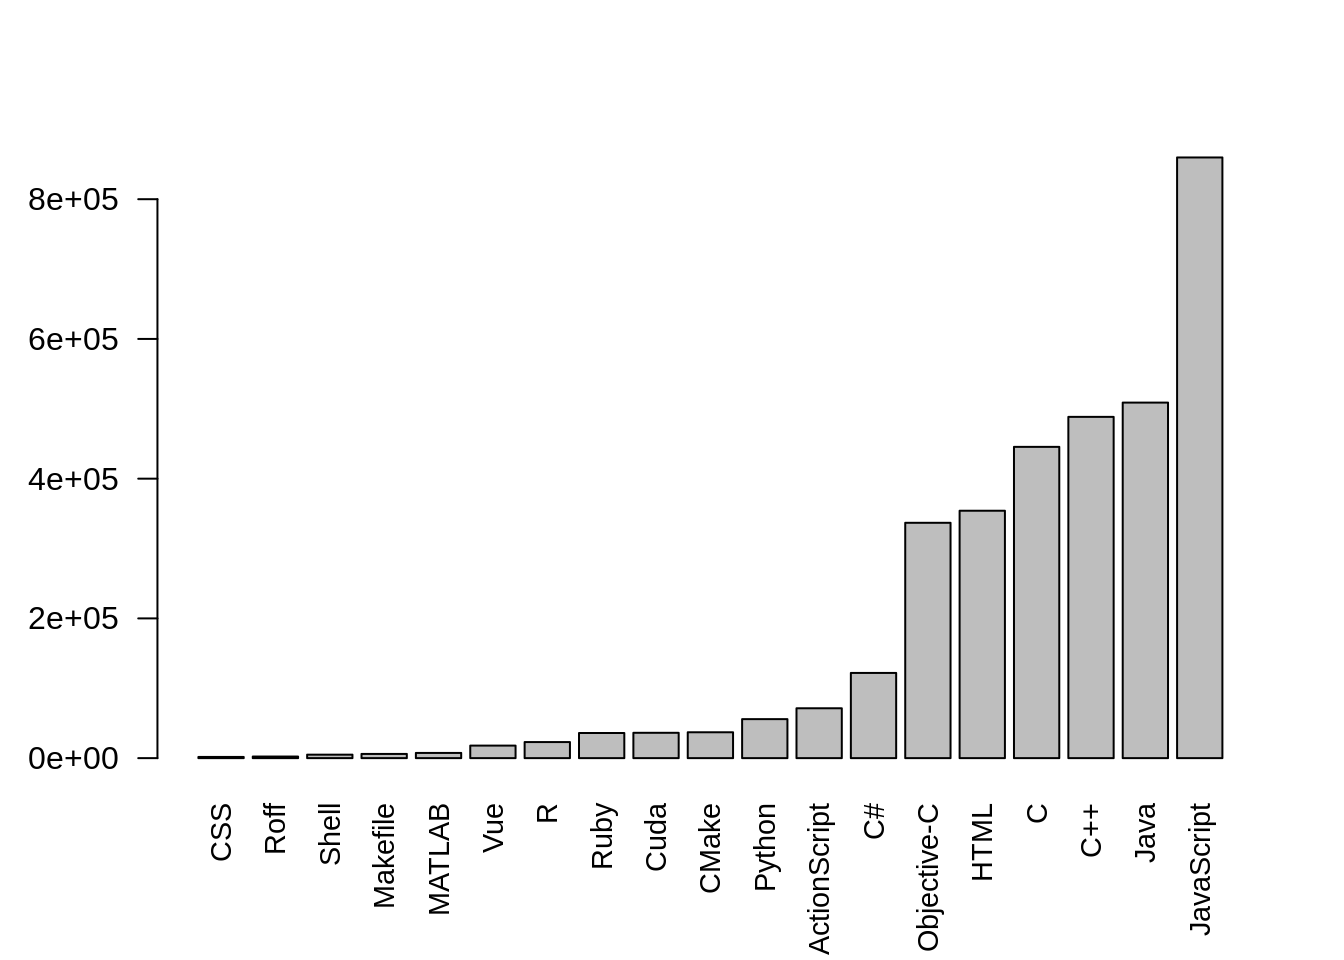 8e+05
6e+05
4e+05
2e+05
0e+00
CSS
Roff
Shell
Makefile
MATLAB
Vue
R
Ruby
Cuda
CMake
Python
ActionScript
C#
Objective-C
HTML
C
C++
Java
JavaScript